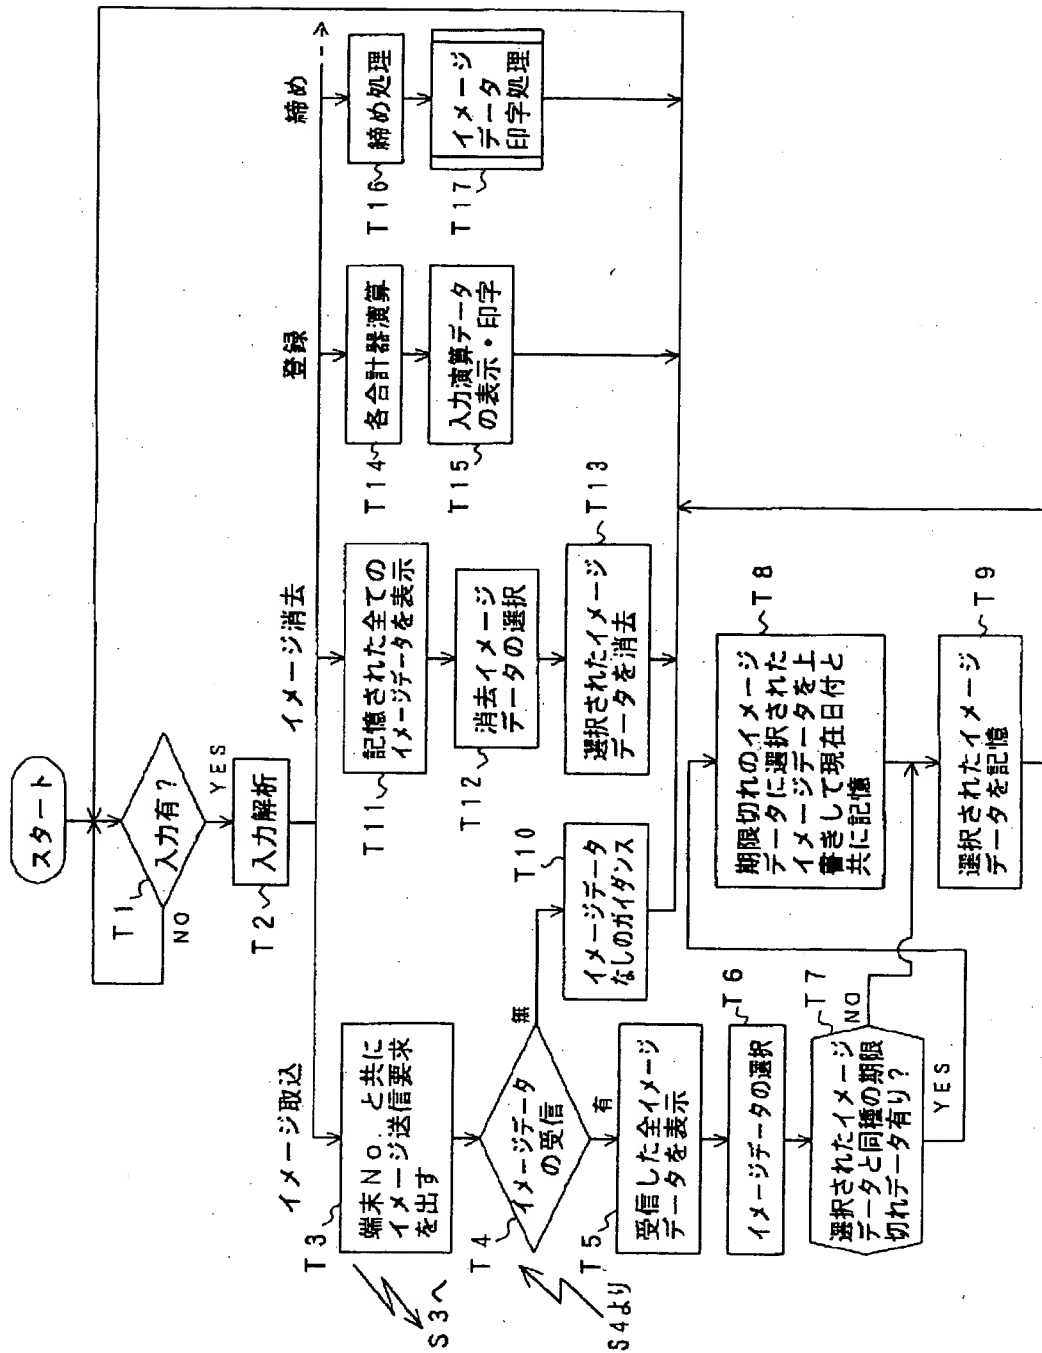 スタート
T1
入力有?
NO
YES
T2
入力解析
イメージ取込
イメージ消去
登録
締め
T3
端末No.と共に
イメージ送信要求
を出す
S3へ
T4
イメージデータ
の受信
無
有
S4より
T5
受信した全イメージ
データを表示
T6
イメージデータの選択
T7
選択されたイメージ
データと同種の期限
切れデータ有り?
NO
YES
T8
期限切れのイメージ
データに選択された
イメージデータを上
書きして現在日付と
共に記憶
T9
選択されたイメージ
データを記憶
T10
イメージデータ
なしのガイダンス
T11
記憶された全ての
イメージデータを表示
T12
消去イメージ
データの選択
T13
選択されたイメージ
データを消去
T14
各合計器演算
T15
入力演算データ
の表示・印字
T16
締め処理
T17
イメージ
データ
印字処理